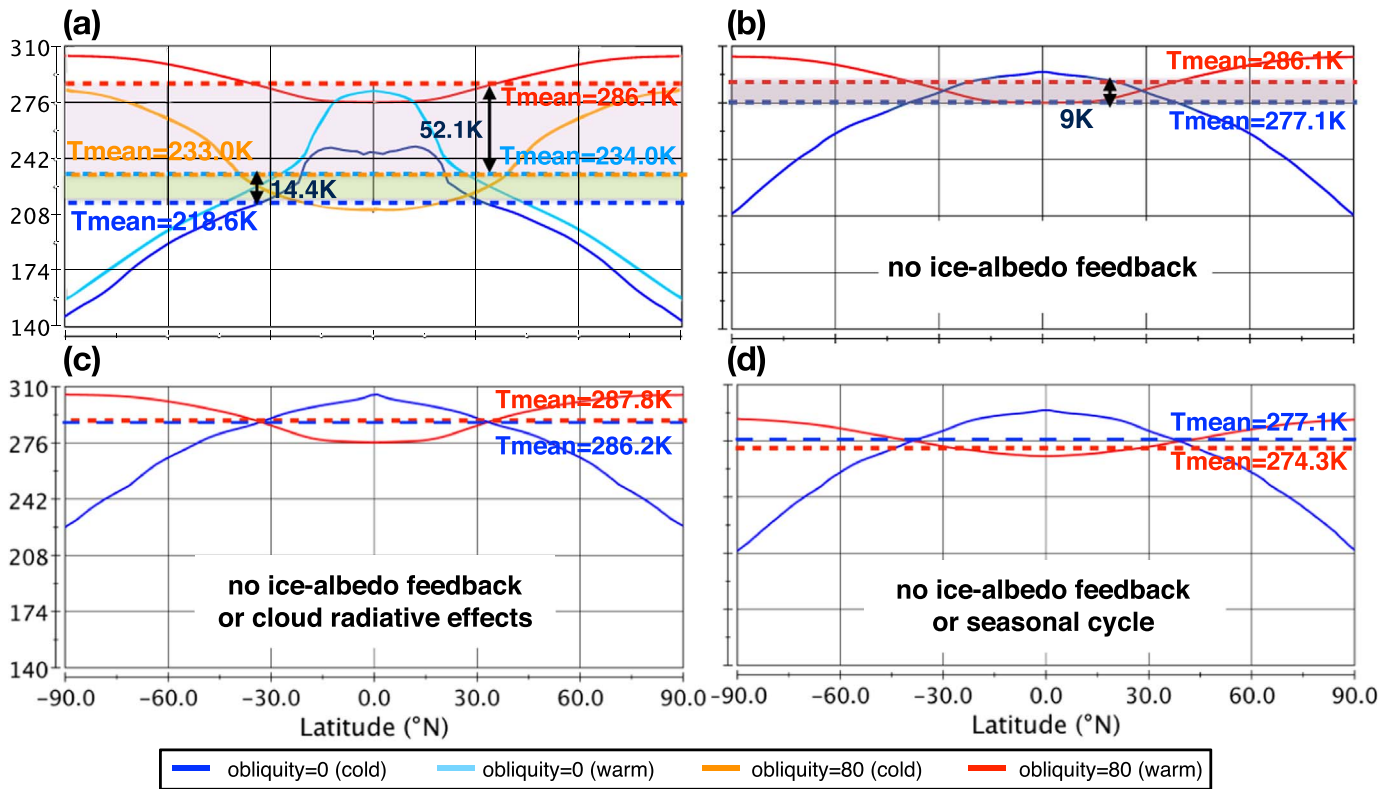 (a)
310
276
242
208
174
140
Tmean=286.1K
52.1K
Tmean=233.0K
Tmean=234.0K
14.4K
Tmean=218.6K
(b)
Tmean=286.1K
9K
Tmean=277.1K
no ice-albedo feedback
(c)
310
276
242
208
174
140
Tmean=287.8K
Tmean=286.2K
no ice-albedo feedback
or cloud radiative effects
-90.0 -60.0 -30.0 0.0 30.0 60.0 90.0
Latitude (°N)
(d)
Tmean=277.1K
Tmean=274.3K
no ice-albedo feedback
or seasonal cycle
-90.0 -60.0 -30.0 0.0 30.0 60.0 90.0
Latitude (°N)
obliquity=0 (cold) obliquity=0 (warm) obliquity=80 (cold) obliquity=80 (warm)